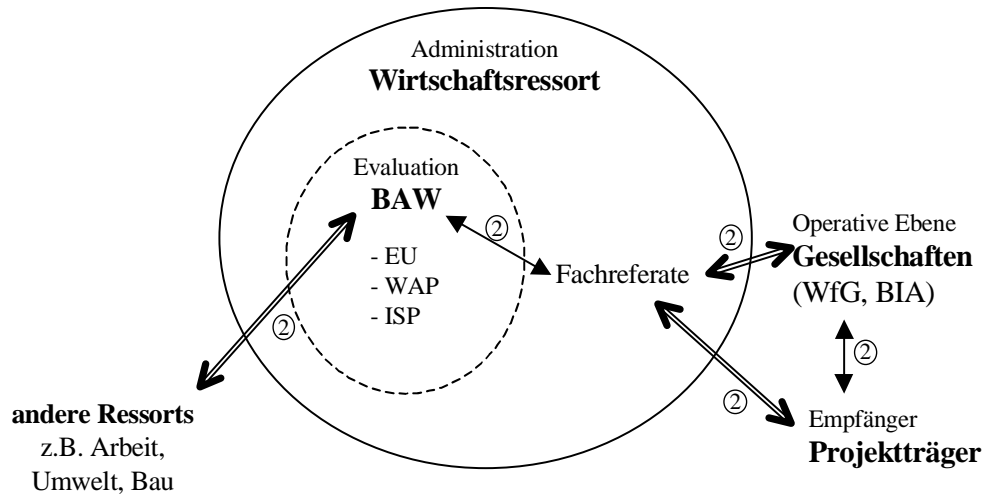 Administration
Wirtschaftsressort
Evaluation
BAW
- EU
- WAP
- ISP
②
Fachreferate
②
Operative Ebene
Gesellschaften
(WfG, BIA)
②
②
②
andere Ressorts
z.B. Arbeit,
Umwelt, Bau
Empfänger
Projektträger